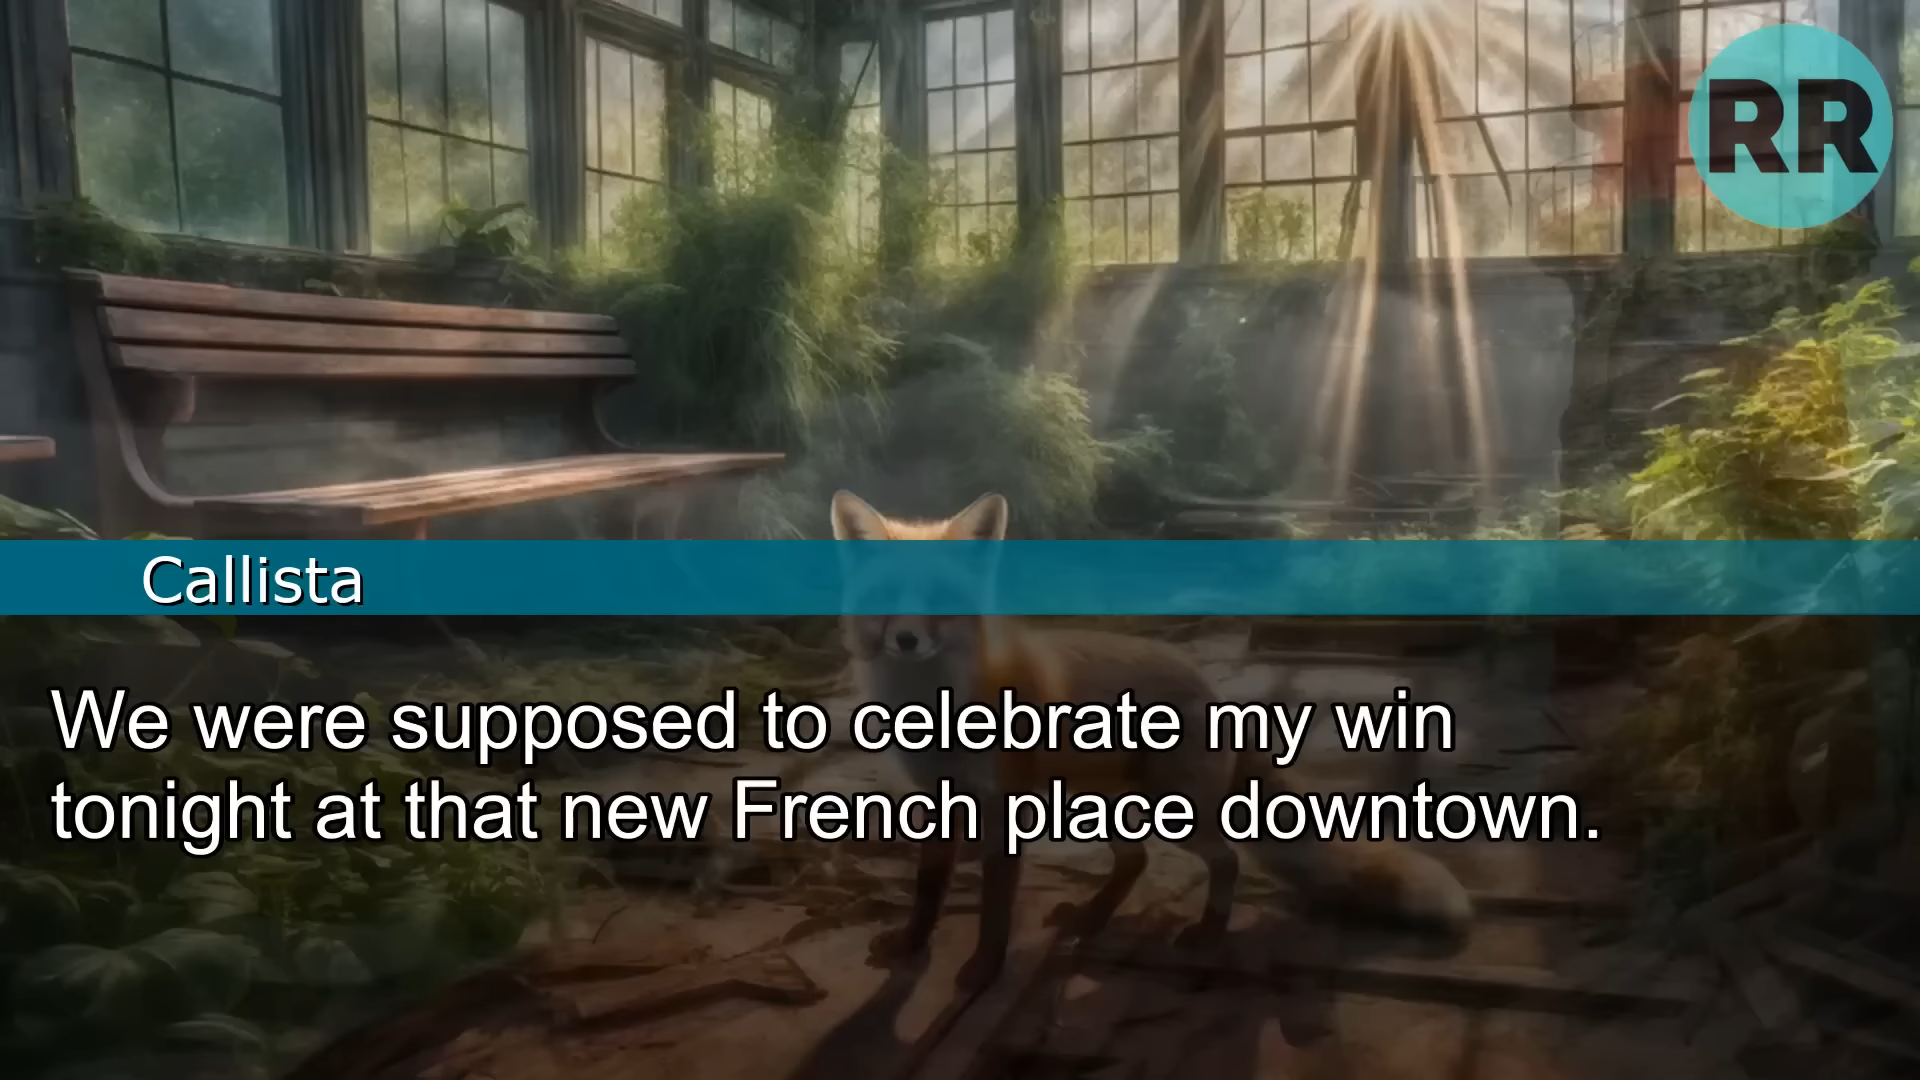 RR
Callista
We were supposed to celebrate my win
tonight at that new French place downtown.